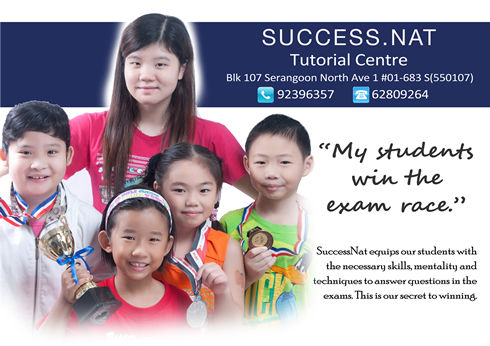 SUCCESS.NAT
Tutorial Centre
Blk 107 Serangoon North Ave 1 #01-683 S(550107)
92396357 62809264
“My students
win the
exam race.”
SuccessNat equips our students with
the necessary skills, mentality and
techniques to answer questions in the
exams. This is our secret to winning.